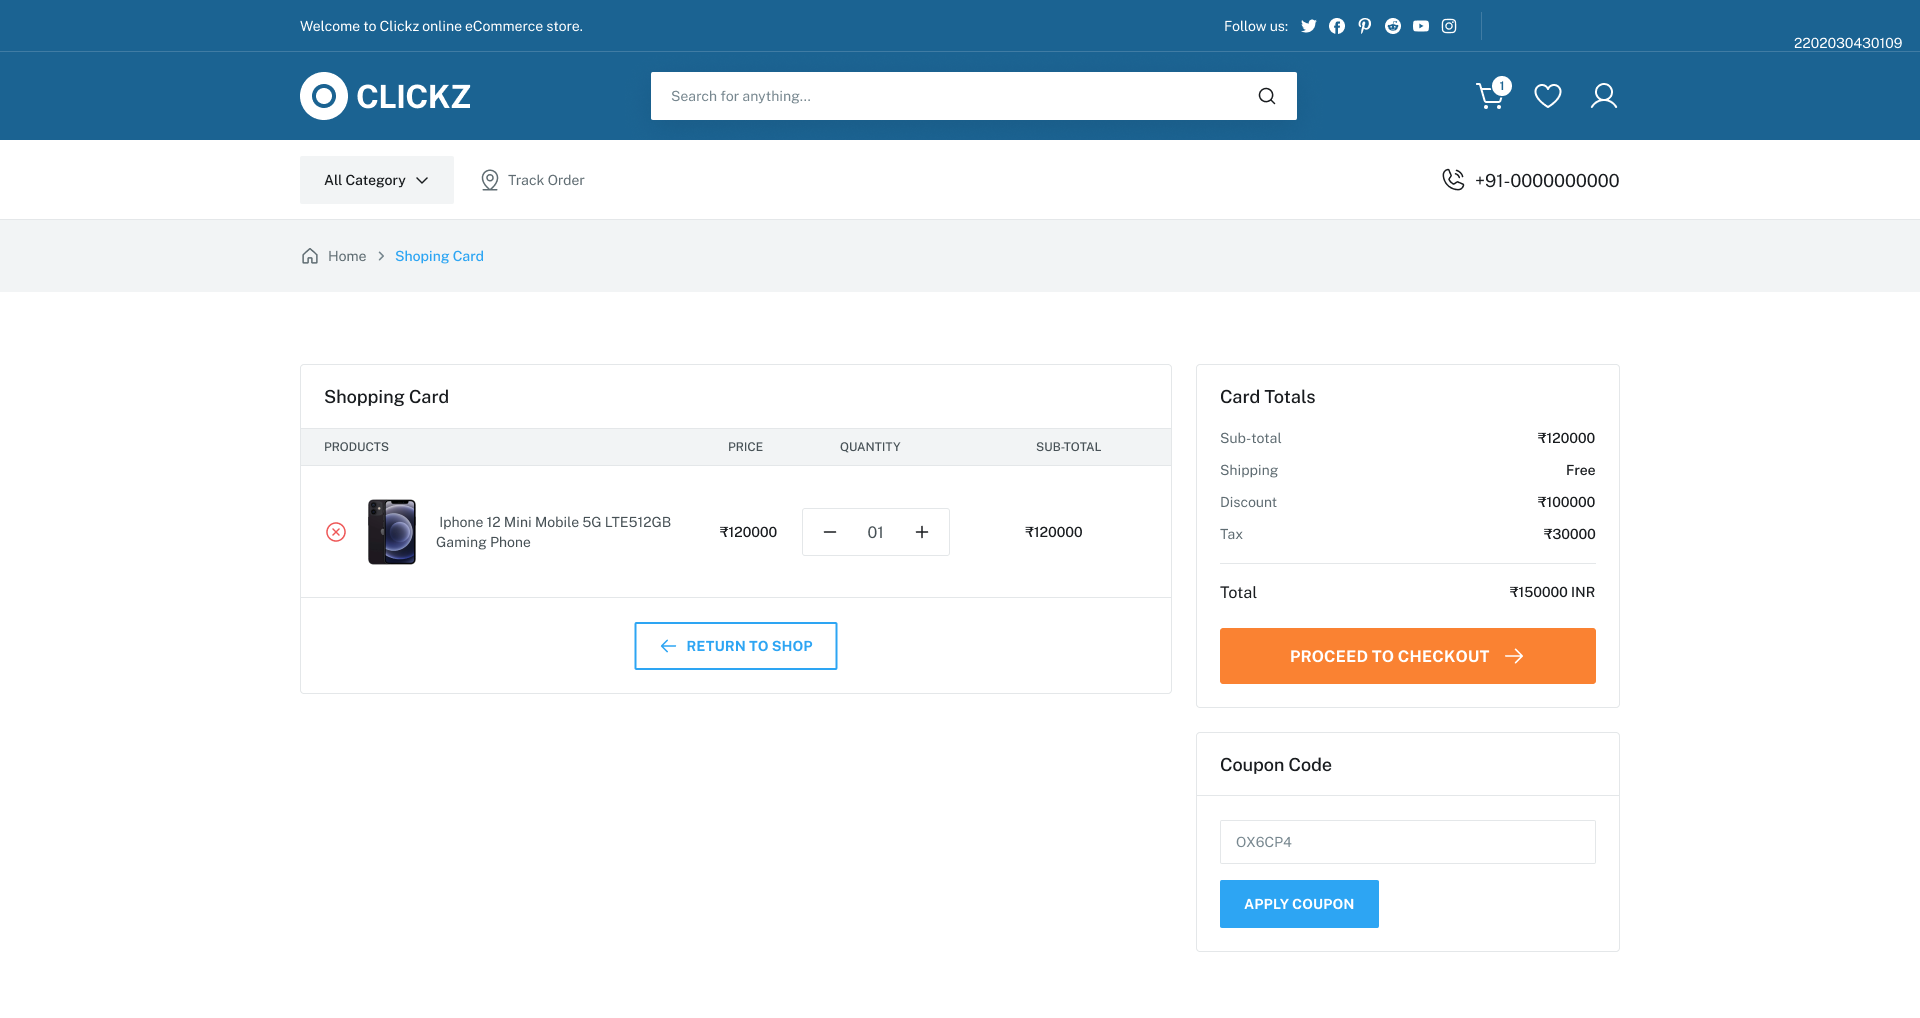 Welcome to Clickz online eCommerce store.
Follow us:
2202030430109
CLICKZ
Search for anything...
1
All Category
Track Order
+91-0000000000
Home
Shoping Card
Shopping Card
PRODUCTS PRICE QUANTITY SUB-TOTAL
Iphone 12 Mini Mobile 5G LTE512GB
Gaming Phone
₹120000
01
₹120000
RETURN TO SHOP
Card Totals
Sub-total ₹120000
Shipping Free
Discount ₹100000
Tax ₹30000
Total ₹150000 INR
PROCEED TO CHECKOUT
Coupon Code
OX6CP4
APPLY COUPON